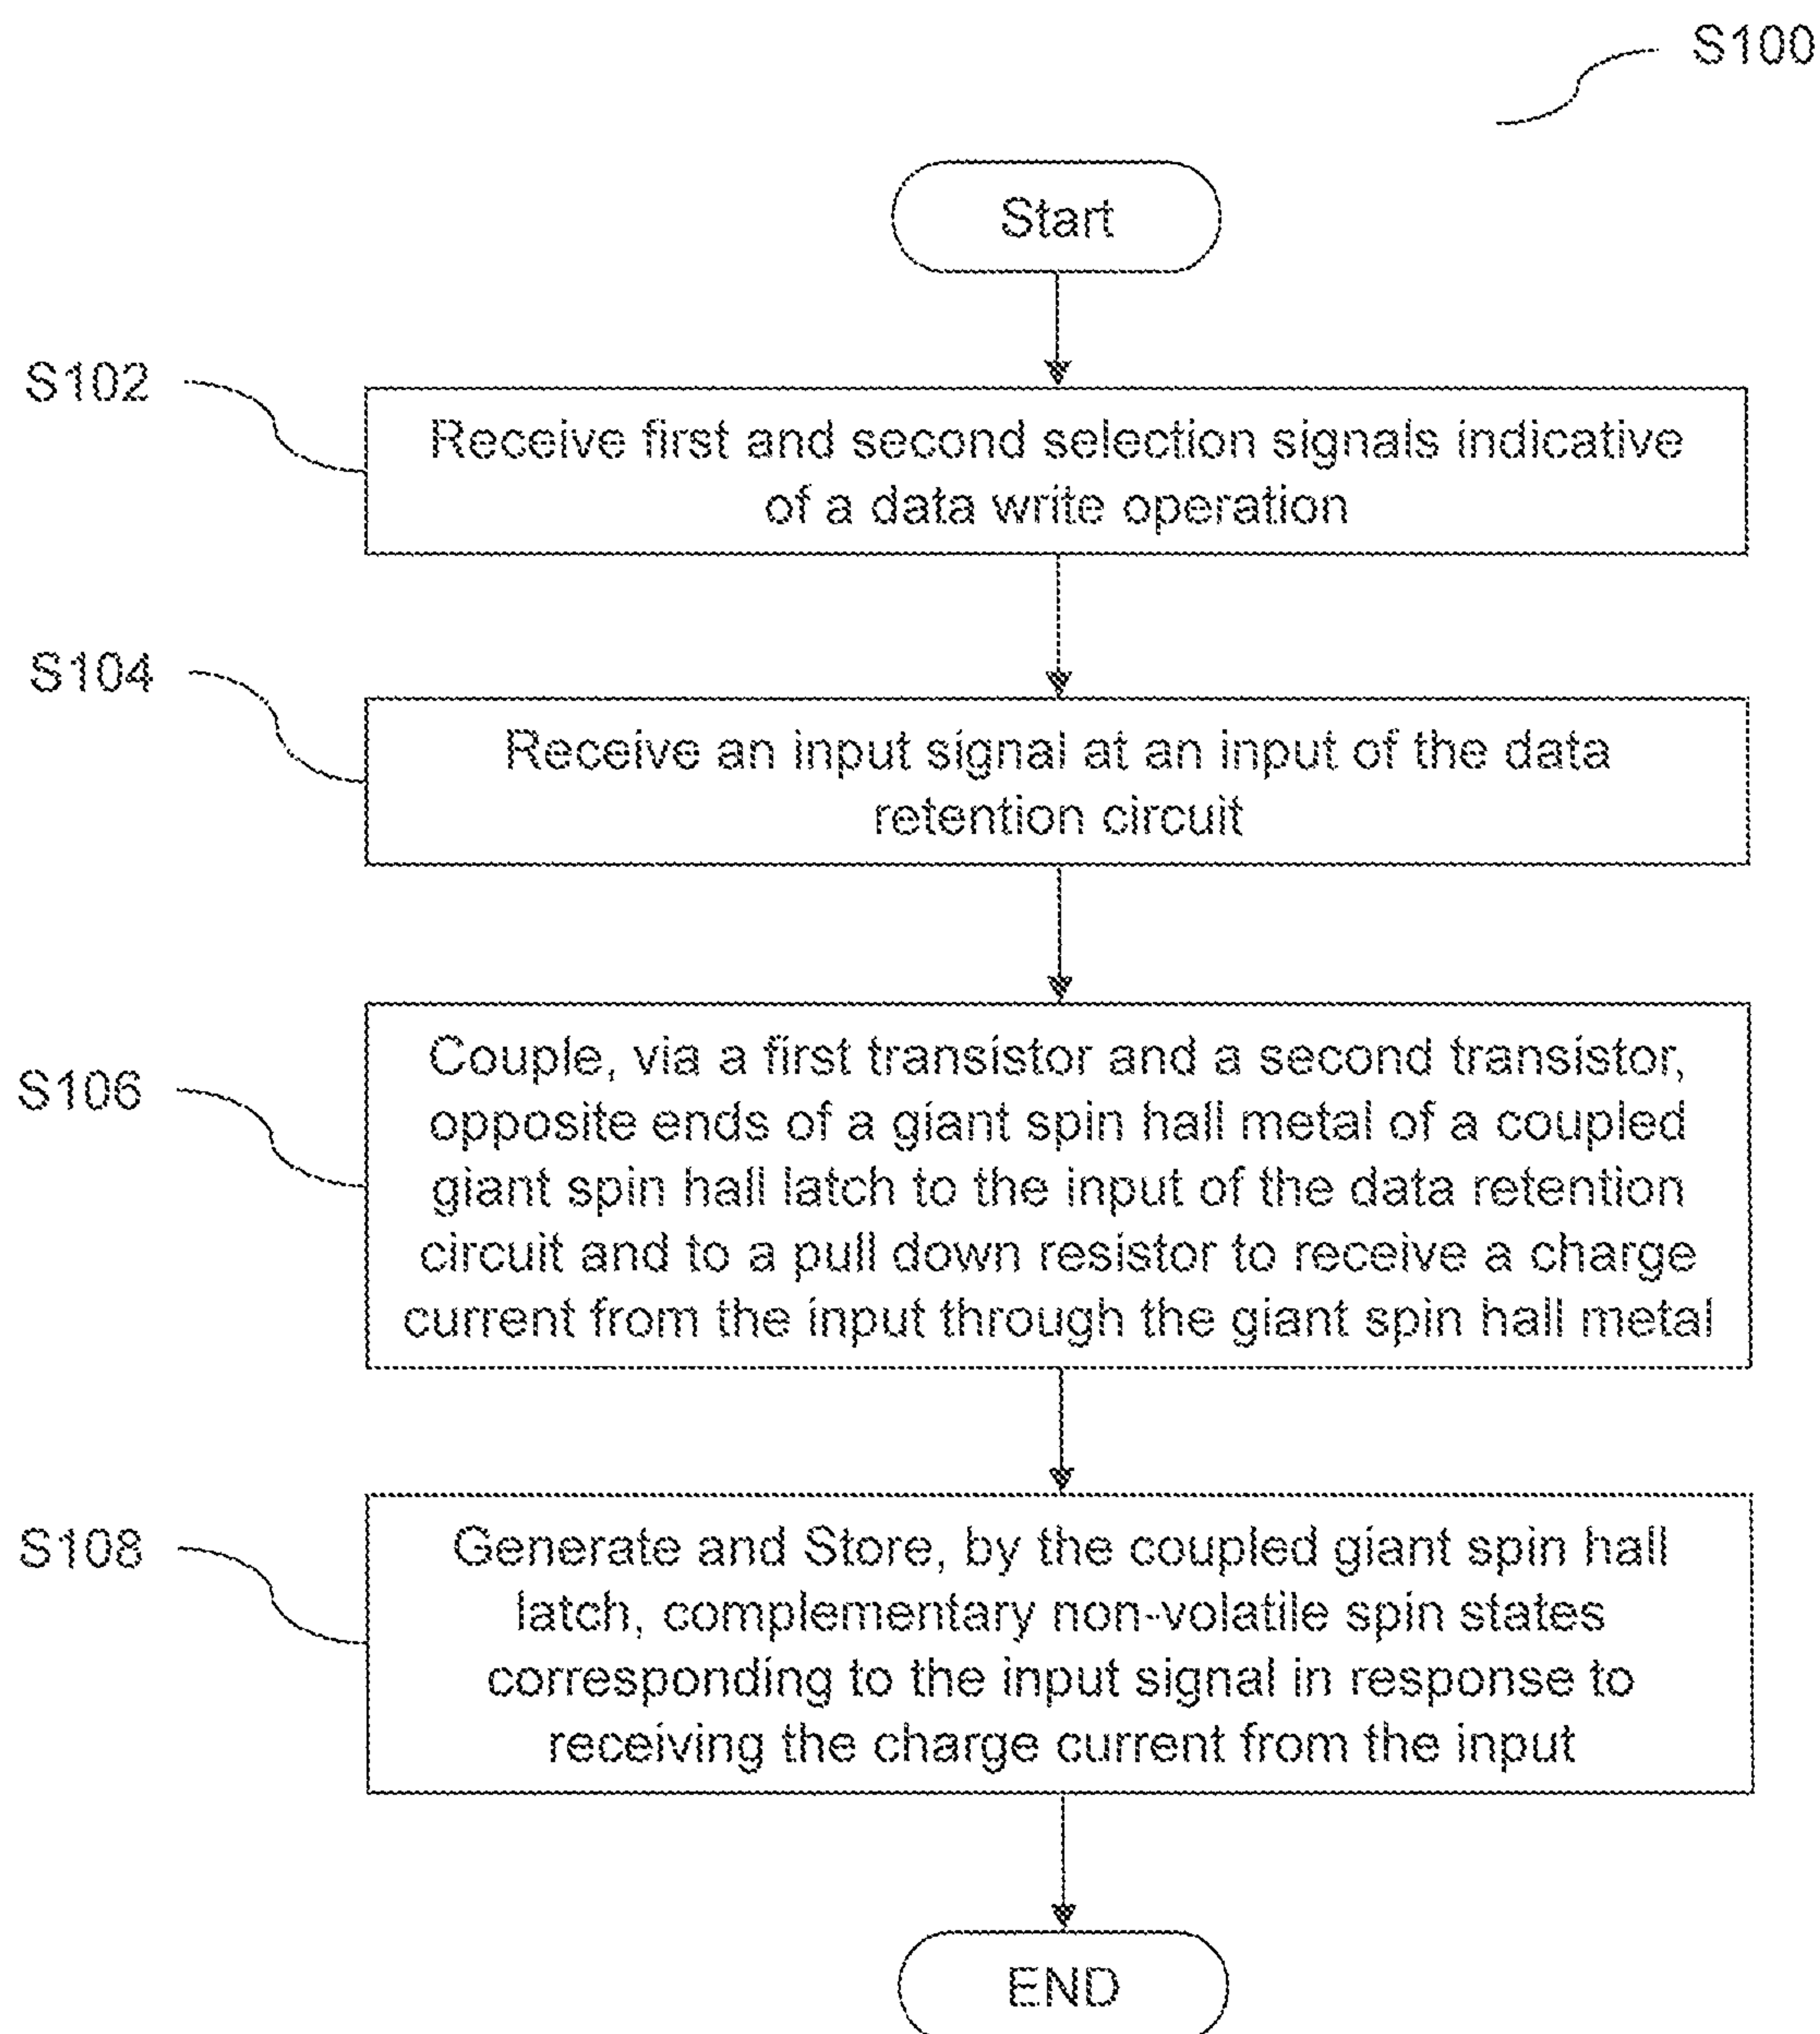 S100
Start
S102
Receive first and second selection signals indicative
of a data write operation
S104
Receive an input signal at an input of the data
retention circuit
S106
Couple, via a first transistor and a second transistor,
opposite ends of a giant spin hall metal of a coupled
giant spin hall latch to the input of the data retention
circuit and to a pull down resistor to receive a charge
current from the input through the giant spin hall metal
S108
Generate and Store, by the coupled giant spin hall
latch, complementary non-volatile spin states
corresponding to the input signal in response to
receiving the charge current from the input
END